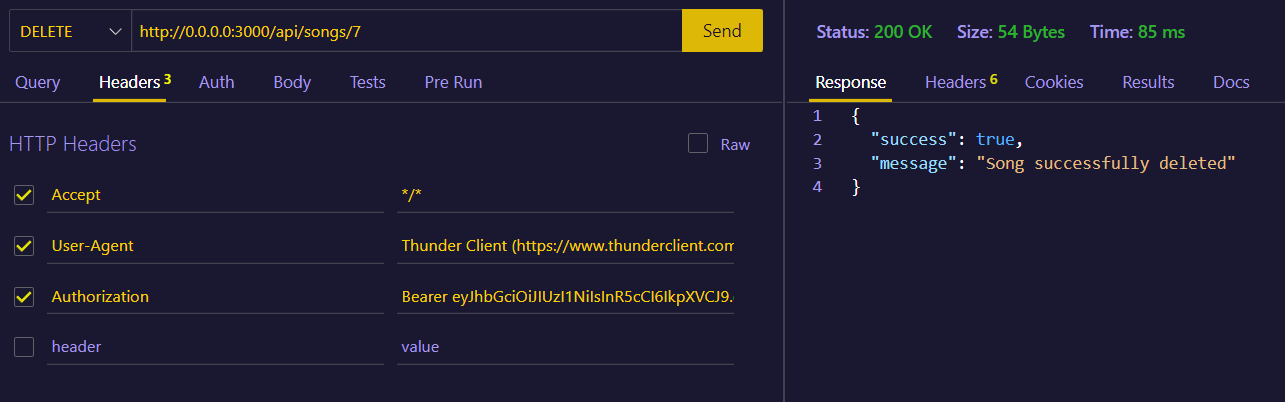 DELETE http://0.0.0.0:3000/api/songs/7 Send
Query Headers 3 Auth Body Tests Pre Run
HTTP Headers Raw
Accept */*
User-Agent Thunder Client (https://www.thunderclient.com
Authorization Bearer eyJhbGciOiJIUzI1NiIsInR5cCI6IkpXVCJ9.
header value
Status: 200 OK Size: 54 Bytes Time: 85 ms
Response Headers 6 Cookies Results Docs
1 {
2 "success": true,
3 "message": "Song successfully deleted"
4 }